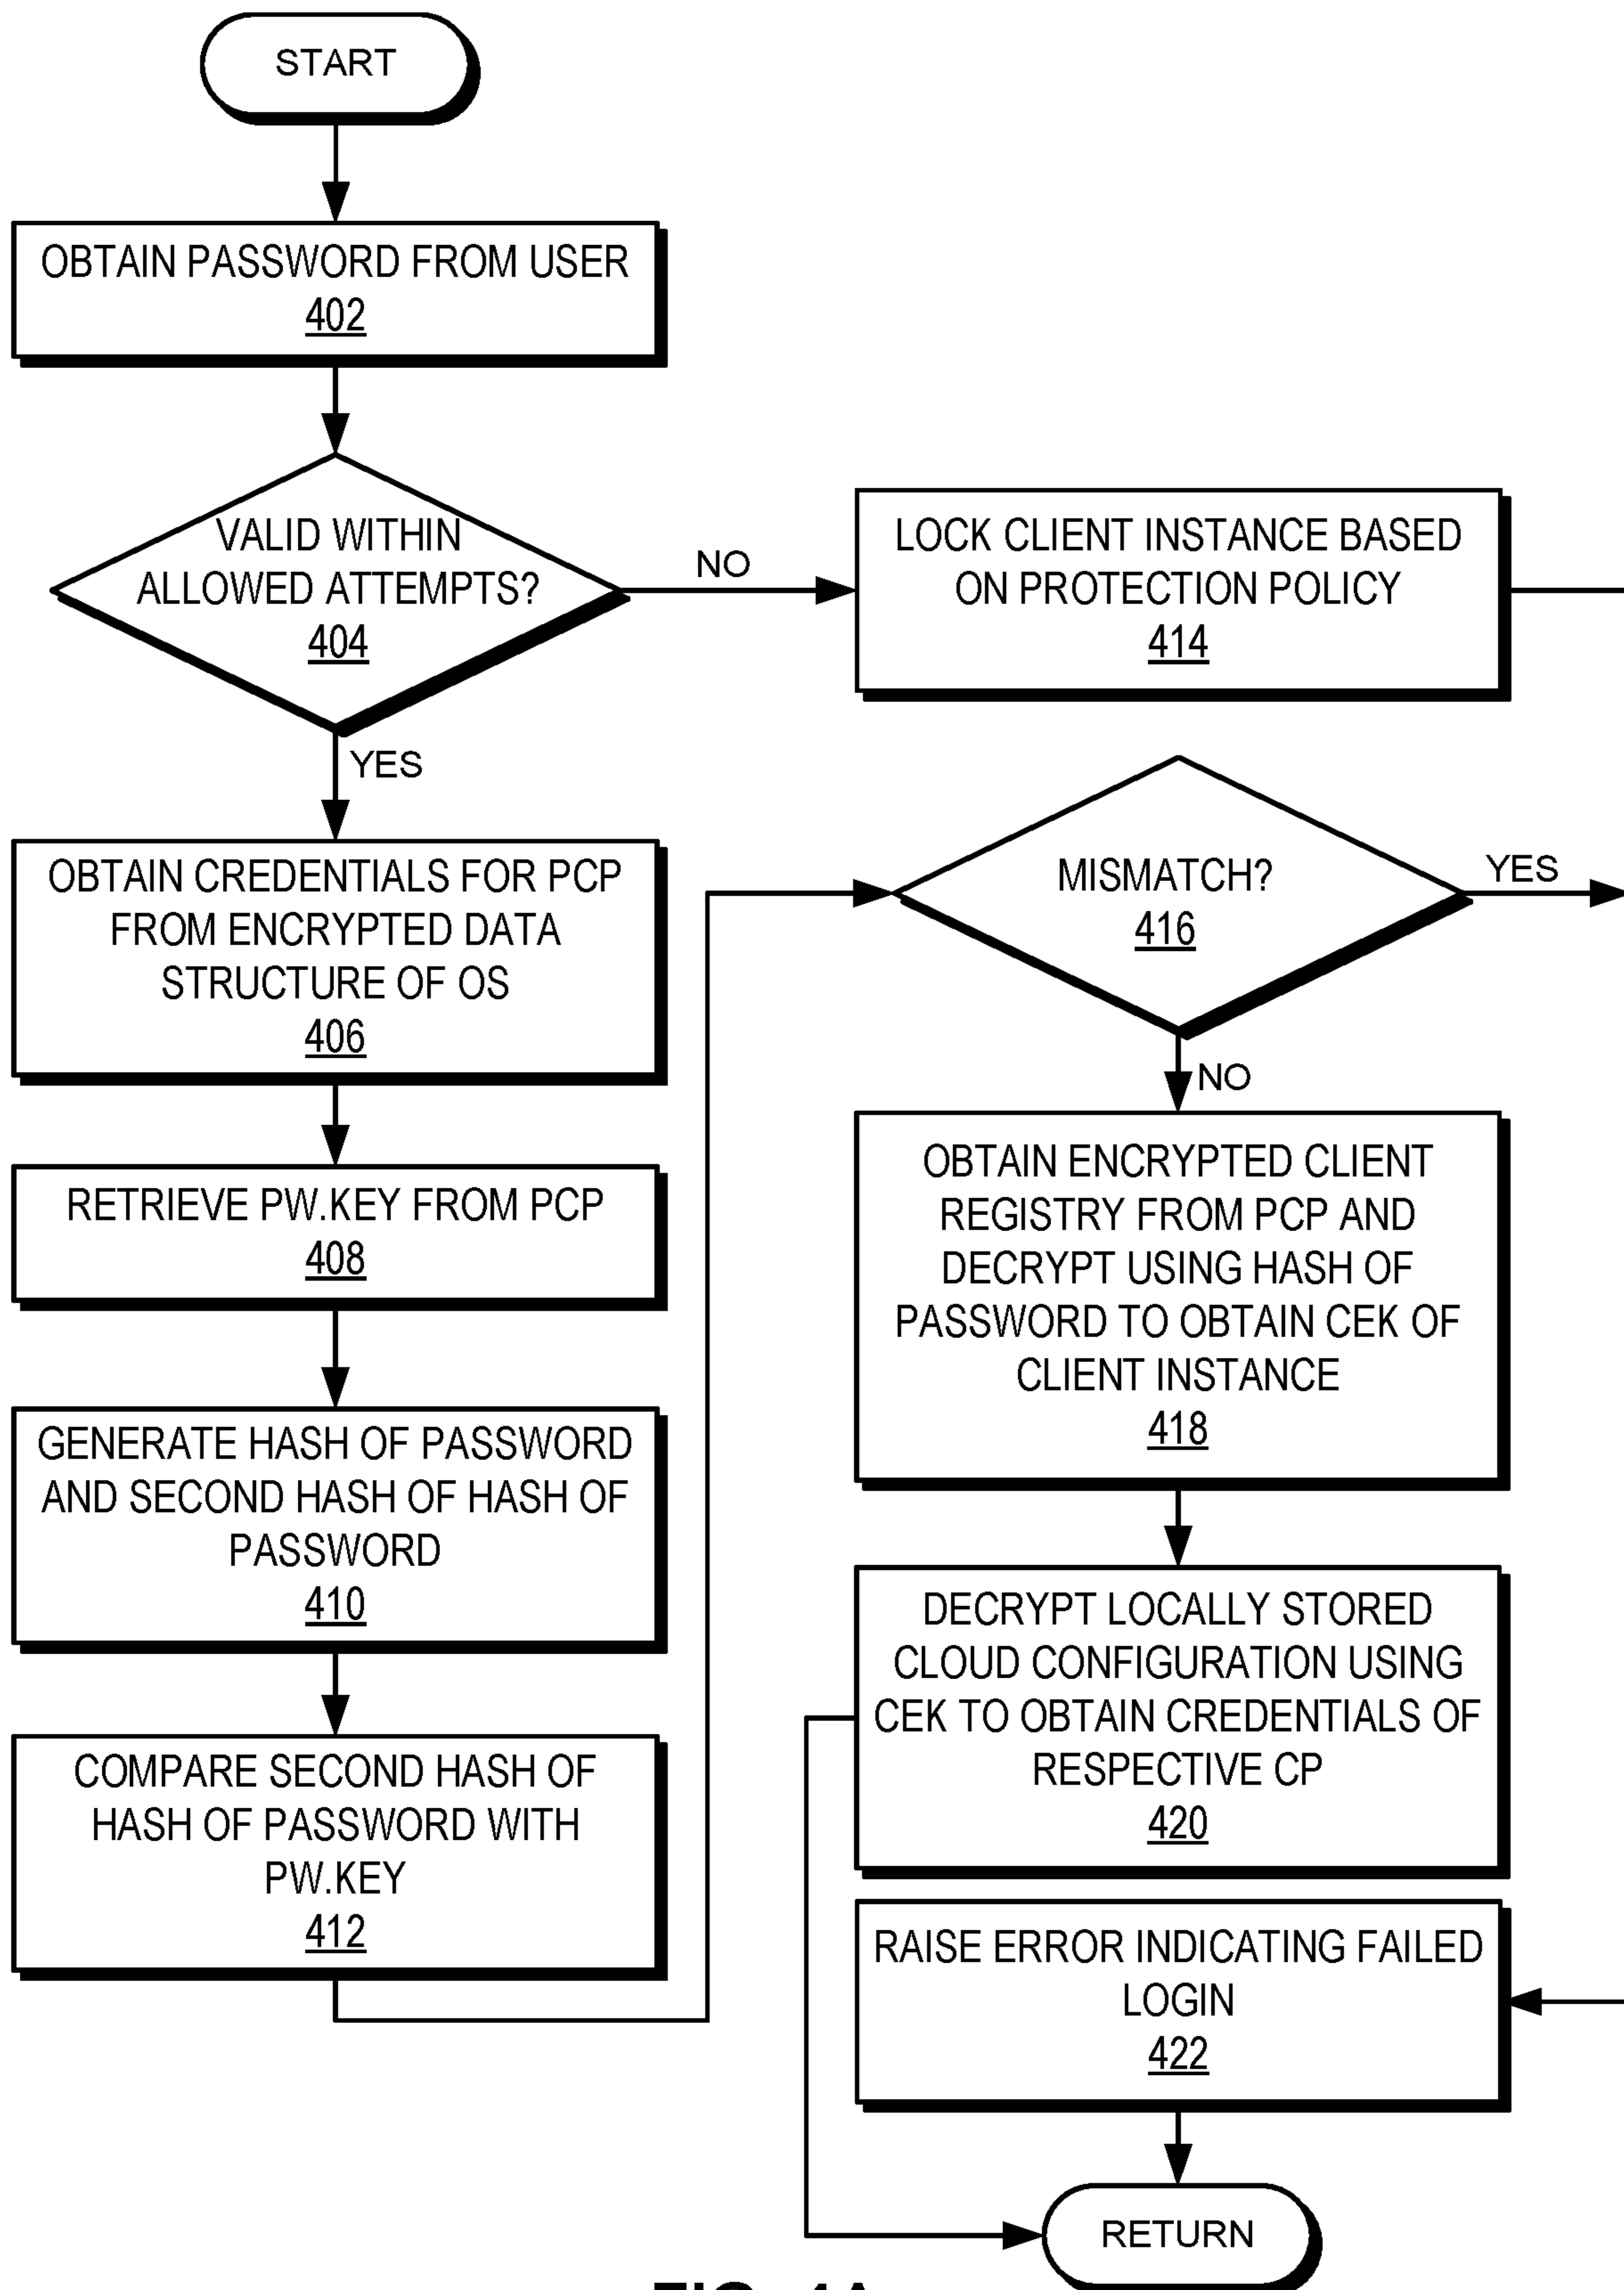 START
OBTAIN PASSWORD FROM USER
402
VALID WITHIN
ALLOWED ATTEMPTS?
404
NO
YES
LOCK CLIENT INSTANCE BASED
ON PROTECTION POLICY
414
OBTAIN CREDENTIALS FOR PCP
FROM ENCRYPTED DATA
STRUCTURE OF OS
406
RETRIEVE PW.KEY FROM PCP
408
GENERATE HASH OF PASSWORD
AND SECOND HASH OF HASH OF
PASSWORD
410
COMPARE SECOND HASH OF
HASH OF PASSWORD WITH
PW.KEY
412
MISMATCH?
416
YES
NO
OBTAIN ENCRYPTED CLIENT
REGISTRY FROM PCP AND
DECRYPT USING HASH OF
PASSWORD TO OBTAIN CEK OF
CLIENT INSTANCE
418
DECRYPT LOCALLY STORED
CLOUD CONFIGURATION USING
CEK TO OBTAIN CREDENTIALS OF
RESPECTIVE CP
420
RAISE ERROR INDICATING FAILED
LOGIN
422
RETURN